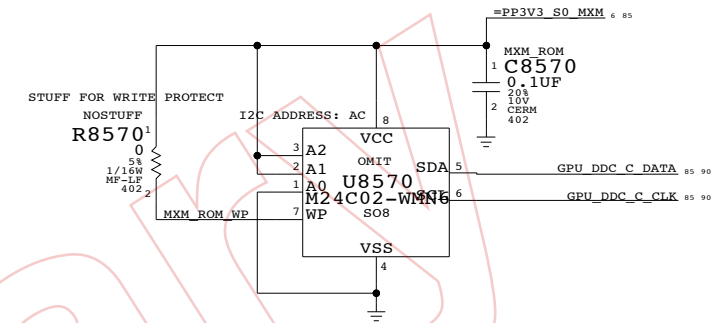 =PP3V3_S0_MXM 6 85
MXM_ROM
1 C8570
0.1UF
20%
2 10V
CERM
402
STUFF FOR WRITE PROTECT
NOSTUFF
R8570 1
0
5%
1/16W
MF-LF
402 2
I2C ADDRESS: AC
8
VCC
OMIT
3 A2
2 A1
1 A0
7 WP
MXM_ROM_WP
U8570
M24C02-WMN6
SO8
SDA 5 GPU_DDC_C_DATA 85 90
SCL 6 GPU_DDC_C_CLK 85 90
VSS
4